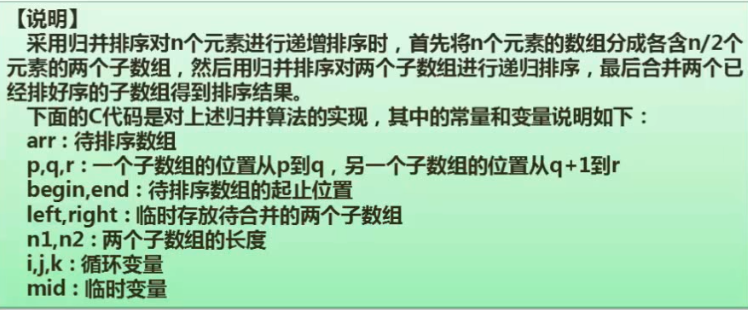 【说明】
采用归并排序对n个元素进行递增排序时，首先将n个元素的数组分成各含n/2个
元素的两个子数组，然后用归并排序对两个子数组进行递归排序，最后合并两个已
经排好序的子数组得到排序结果。
下面的C代码是对上述归并算法的实现，其中的常量和变量说明如下：
arr：待排序数组
p,q,r：一个子数组的位置从p到q，另一个子数组的位置从q+1到r
begin,end：待排序数组的起止位置
left,right：临时存放待合并的两个子数组
n1,n2：两个子数组的长度
i,j,k：循环变量
mid：临时变量